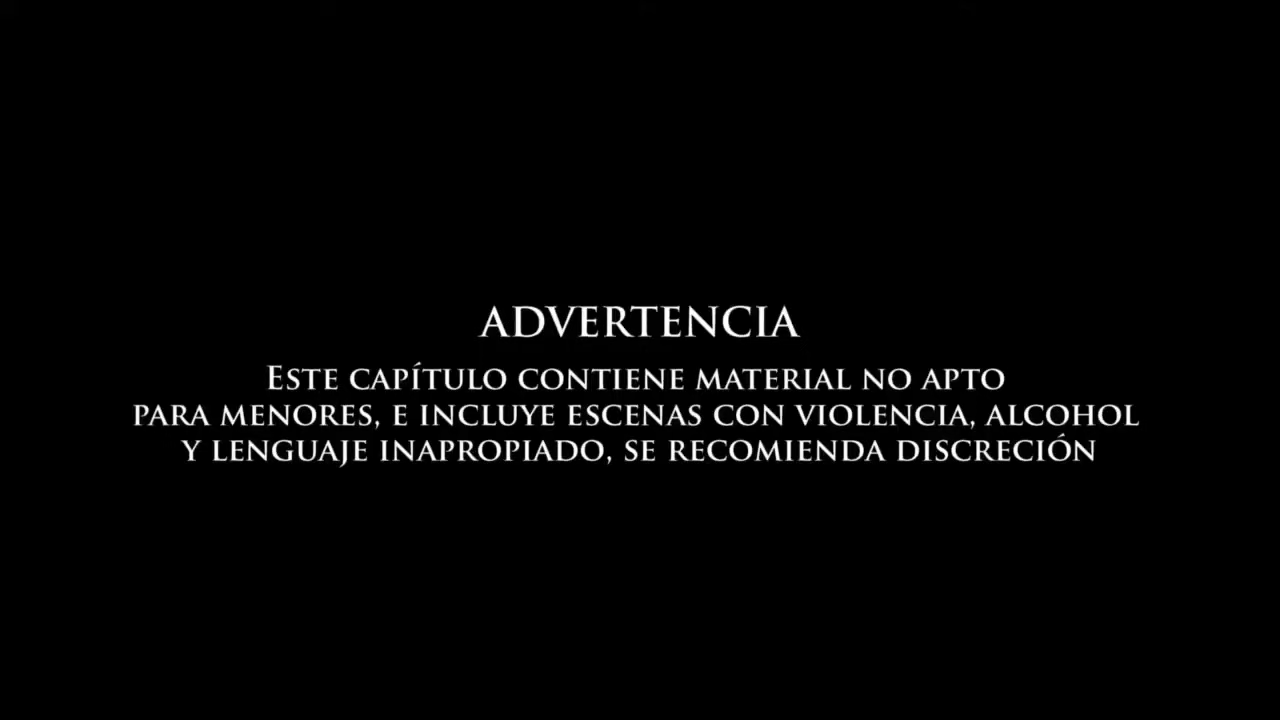 ADVERTENCIA
ESTE CAPÍTULO CONTIENE MATERIAL NO APTO
PARA MENORES, E INCLUYE ESCENAS CON VIOLENCIA, ALCOHOL
Y LENGUAJE INAPROPIADO, SE RECOMIENDA DISCRECIÓN